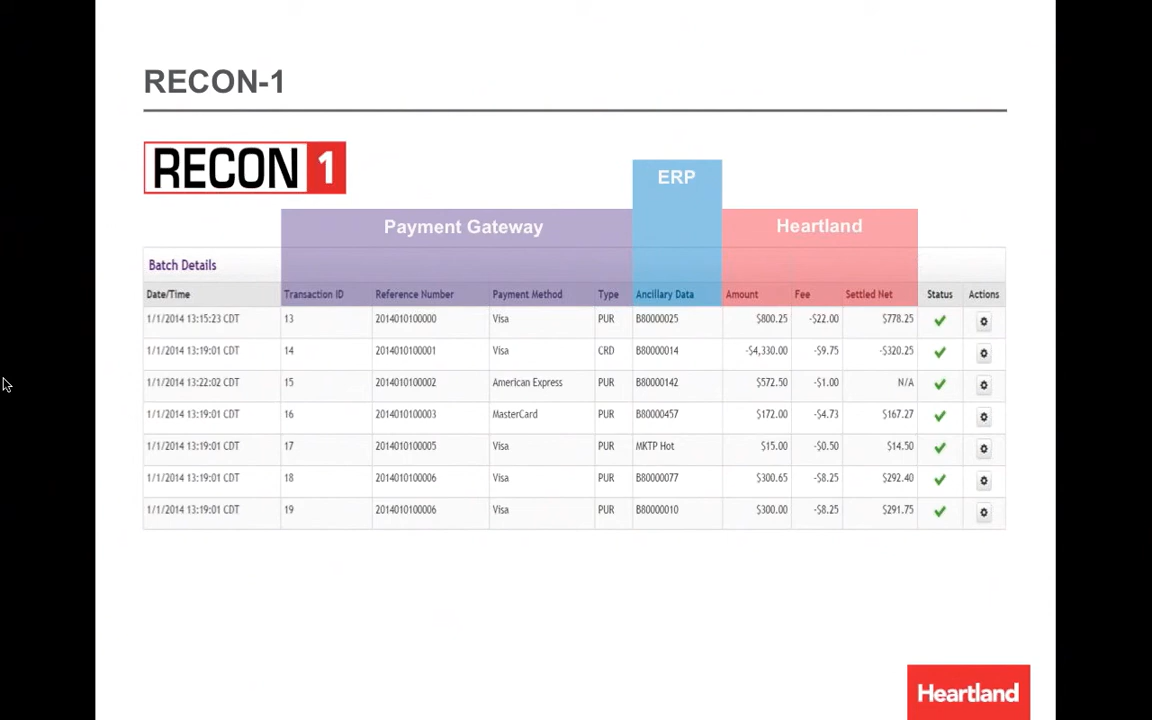 RECON-1
RECON 1
ERP
Payment Gateway
Heartland
Batch Details
Date/Time Transaction ID Reference Number Payment Method Type Ancillary Data Amount Fee Settled Net Status Actions
1/1/2014 13:15:23 CDT 13 2014010100000 Visa PUR B80000025 $800.25 -$22.00 $778.25
1/1/2014 13:19:01 CDT 14 2014010100001 Visa CRD B80000014 -$4,330.00 -$9.75 -$320.25
1/1/2014 13:22:02 CDT 15 2014010100002 American Express PUR B80000142 $572.50 -$1.00 N/A
1/1/2014 13:19:01 CDT 16 2014010100003 MasterCard PUR B80000457 $172.00 -$4.73 $167.27
1/1/2014 13:19:01 CDT 17 2014010100005 Visa PUR MKTP Hot $15.00 -$0.50 $14.50
1/1/2014 13:19:01 CDT 18 2014010100006 Visa PUR B80000077 $300.65 -$8.25 $292.40
1/1/2014 13:19:01 CDT 19 2014010100006 Visa PUR B80000010 $300.00 -$8.25 $291.75
Heartland